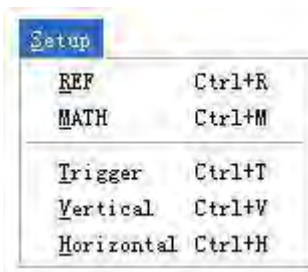 Setup
REF Ctrl+R
MATH Ctrl+M
Trigger Ctrl+T
Vertical Ctrl+V
Horizontal Ctrl+H